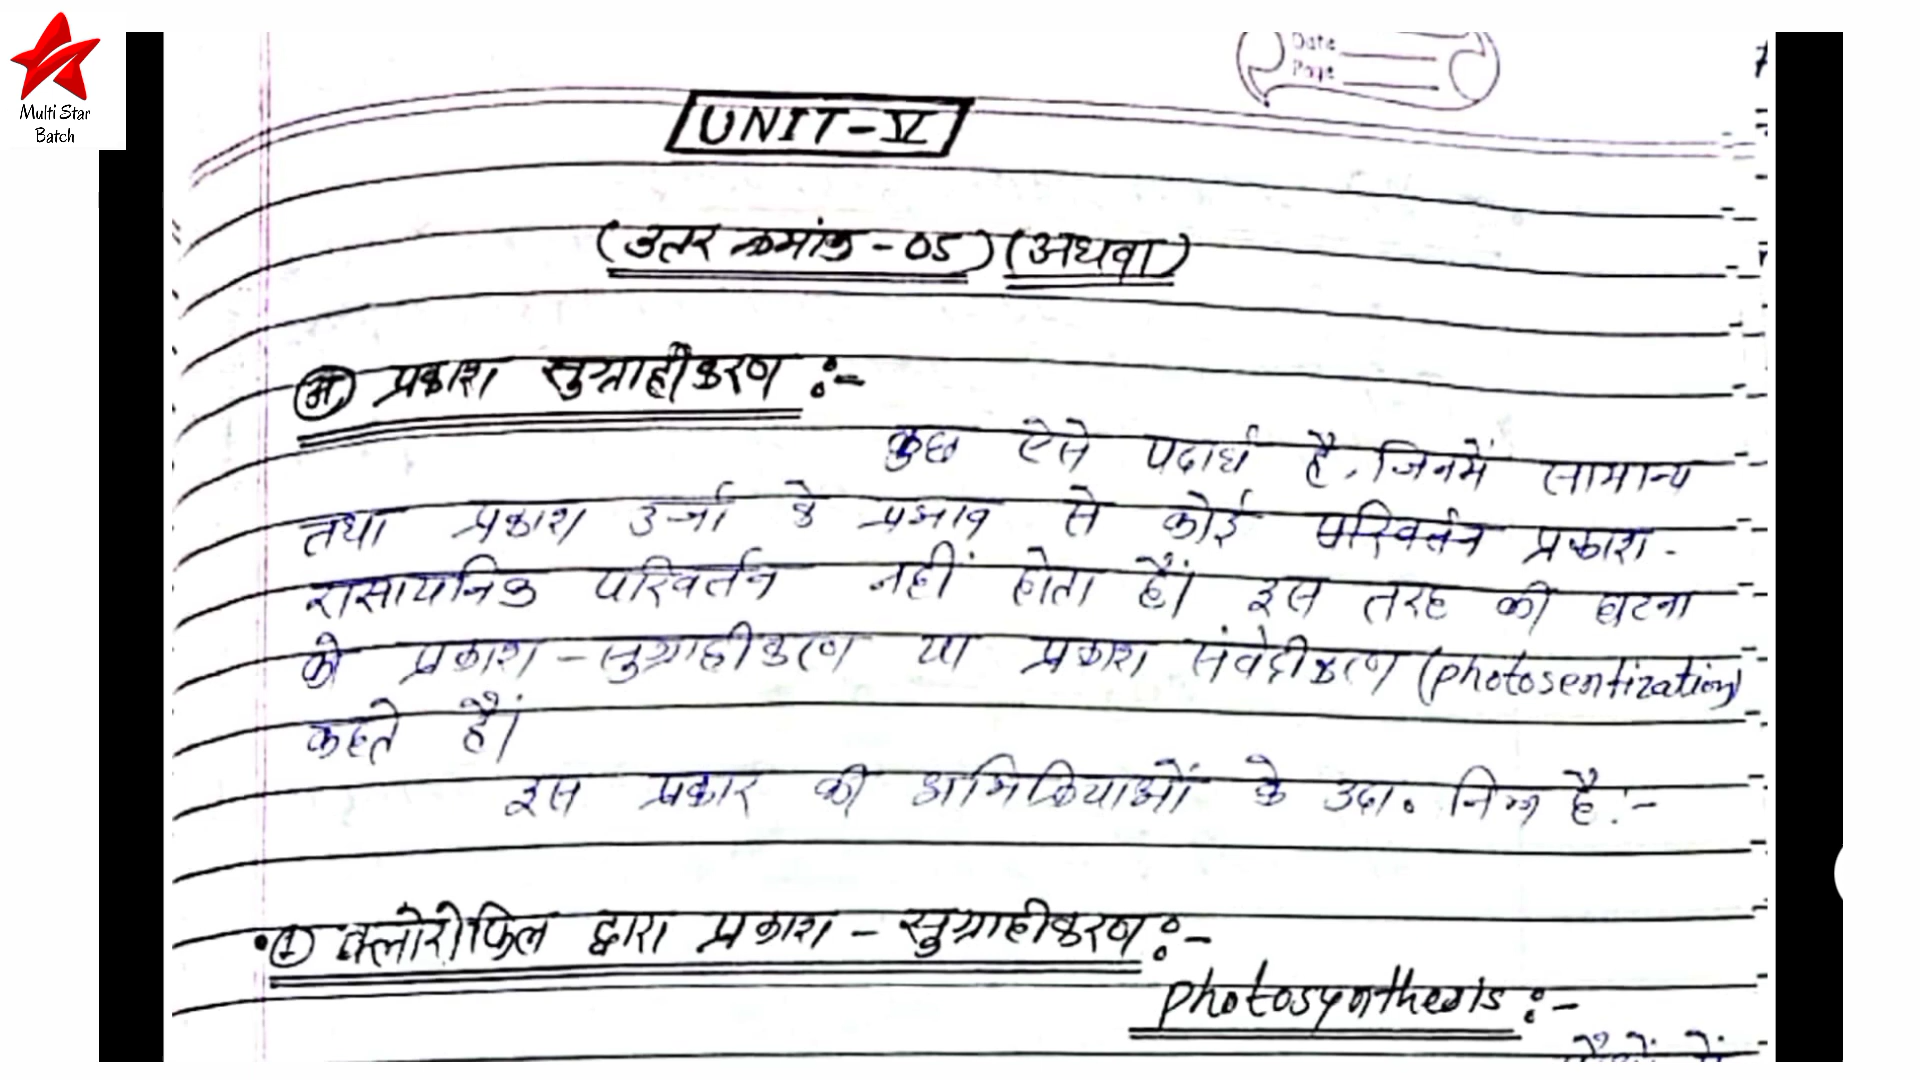 Multi Star
Batch
Date
Page
UNIT-V
(उत्तर क्रमांक-05) (अथवा)
(अ) प्रकाश सुग्राहीकरण :-
कुछ ऐसे पदार्थ है, जिनमें सामान्य
तथा प्रकाश उर्जा के प्रभाव से कोई परिवर्तन प्रकाश-
रासायनिक परिवर्तन नहीं होता हैं। इस तरह की घटना
को प्रकाश-सुग्राहीकरण या प्रकाश संवेदीकरण (photosentization)
कहते हैं।
इस प्रकार की अभिक्रियाओं के उदा. निम्न है:-
(1) क्लोरोफिल द्वारा प्रकाश-सुग्राहीकरण :-
photosynthesis :-